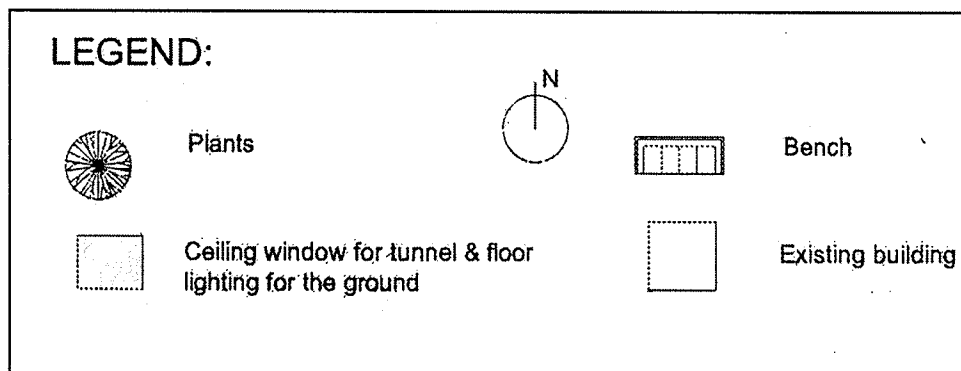 LEGEND:
N
Plants
Bench
Ceiling window for tunnel & floor
lighting for the ground
Existing building